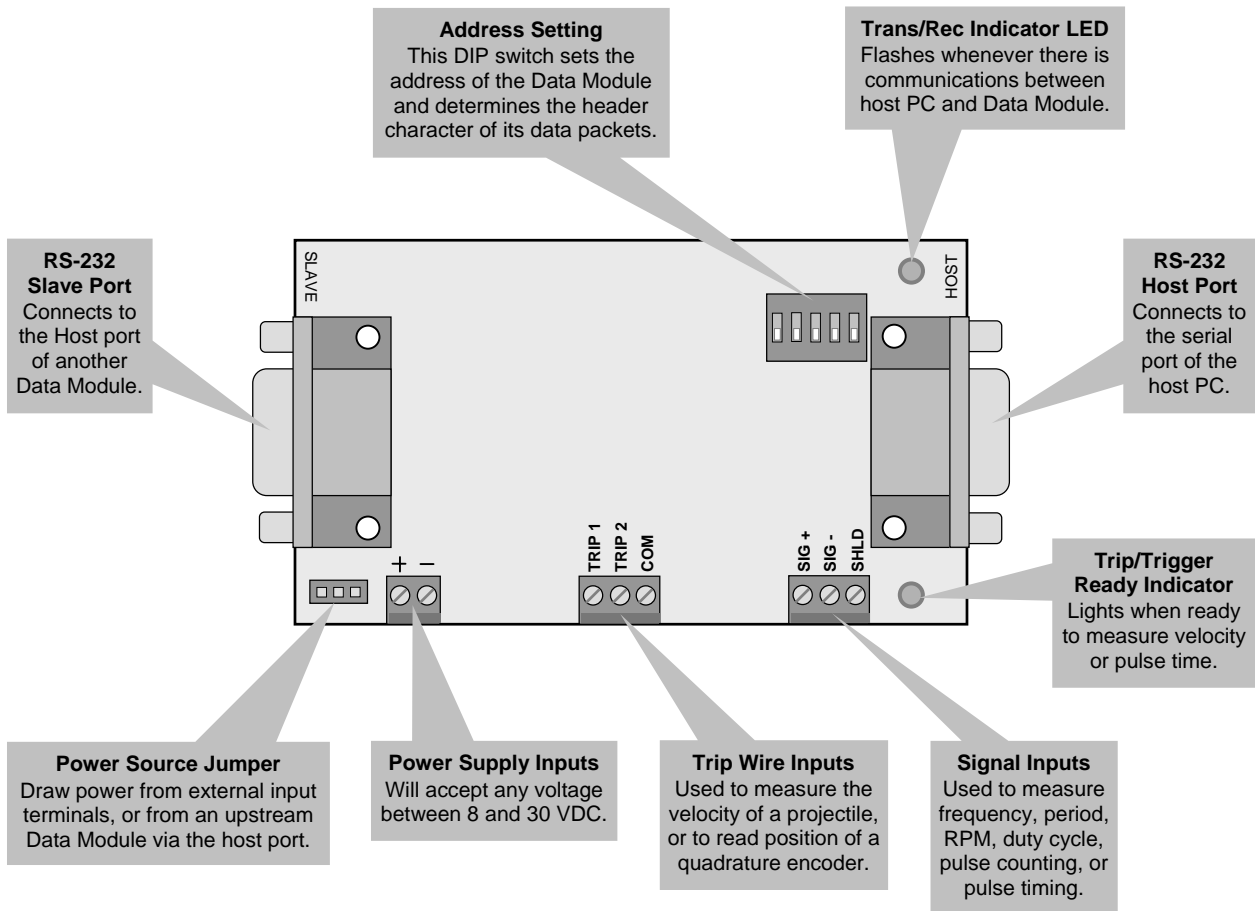 Address Setting
This DIP switch sets the
address of the Data Module
and determines the header
character of its data packets.
Trans/Rec Indicator LED
Flashes whenever there is
communications between
host PC and Data Module.
RS-232
Slave Port
Connects to
the Host port
of another
Data Module.
SLAVE
HOST
RS-232
Host Port
Connects to
the serial
port of the
host PC.
+ −
TRIP 1
TRIP 2
COM
SIG +
SIG -
SHLD
Trip/Trigger
Ready Indicator
Lights when ready
to measure velocity
or pulse time.
Power Source Jumper
Draw power from external input
terminals, or from an upstream
Data Module via the host port.
Power Supply Inputs
Will accept any voltage
between 8 and 30 VDC.
Trip Wire Inputs
Used to measure the
velocity of a projectile,
or to read position of a
quadrature encoder.
Signal Inputs
Used to measure
frequency, period,
RPM, duty cycle,
pulse counting, or
pulse timing.